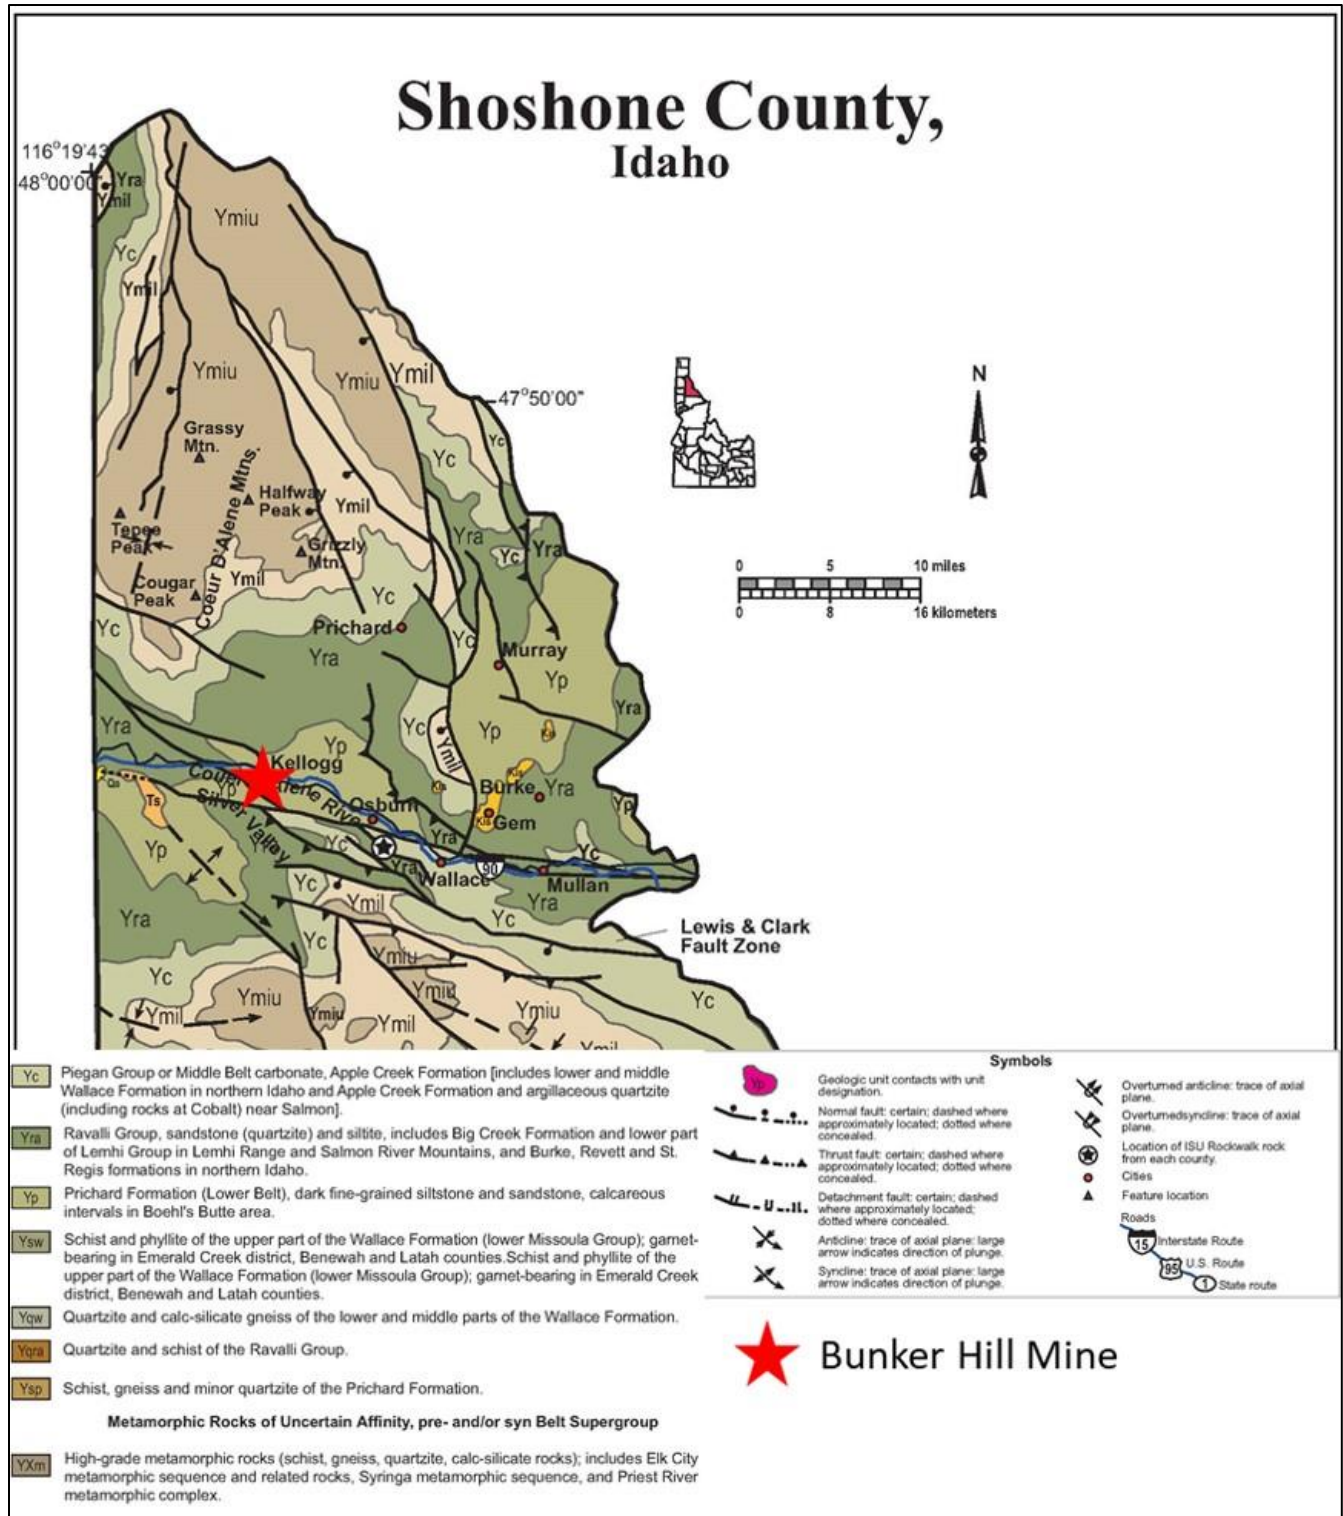 Shoshone County,
Idaho
116°19'43
48°00'00"
Yra
Ymil
Ymiu
Yc
Ymil
Ymiu
Ymiu
Ymil
47°50'00"
Grassy
Mtn.
Yc
Yc
Coeur D'Alene Mtns.
Halfway
Peak
Ymil
Tepee
Peak
Grizzly
Mtn.
Yra
Yc
Yra
Cougar
Peak
Ymil
Yc
Yc
Prichard
Yra
Yc
Murray
Yp
Yra
N
0 5 10 miles
0 8 16 kilometers
Yra
Yp
Yc
Ymil
Yp
Kis
Kellogg
Kis
Kis
Burke
Yra
Yp
Yp
Osburn
Silver Valley
Ts
Kis
Gem
Yp
Yc
Yra
Yra
Wallace
90
Yc
Mullan
Yc
Ymil
Yra
Yc
Yra
Yc
Lewis & Clark
Fault Zone
Yc
Ymiu
Ymiu
Ymiu
Ymil
Ymiu
Ymil
Ymiu
Yc
Ymil
Yc Piegan Group or Middle Belt carbonate, Apple Creek Formation [includes lower and middle
Wallace Formation in northern Idaho and Apple Creek Formation and argillaceous quartzite
(including rocks at Cobalt) near Salmon].
Yra Ravalli Group, sandstone (quartzite) and siltite, includes Big Creek Formation and lower part
of Lemhi Group in Lemhi Range and Salmon River Mountains, and Burke, Revett and St.
Regis formations in northern Idaho.
Yp Prichard Formation (Lower Belt), dark fine-grained siltstone and sandstone, calcareous
intervals in Boehl's Butte area.
Ysw Schist and phyllite of the upper part of the Wallace Formation (lower Missoula Group); garnet-
bearing in Emerald Creek district, Benewah and Latah counties.Schist and phyllite of the
upper part of the Wallace Formation (lower Missoula Group); garnet-bearing in Emerald Creek
district, Benewah and Latah counties.
Yqw Quartzite and calc-silicate gneiss of the lower and middle parts of the Wallace Formation.
Yqra Quartzite and schist of the Ravalli Group.
Ysp Schist, gneiss and minor quartzite of the Prichard Formation.
Metamorphic Rocks of Uncertain Affinity, pre- and/or syn Belt Supergroup
YXm High-grade metamorphic rocks (schist, gneiss, quartzite, calc-silicate rocks); includes Elk City
metamorphic sequence and related rocks, Syringa metamorphic sequence, and Priest River
metamorphic complex.
Symbols
Yp
Geologic unit contacts with unit
designation.
Normal fault: certain; dashed where
approximately located; dotted where
concealed.
Thrust fault: certain; dashed where
approximately located; dotted where
concealed.
Detachment fault: certain; dashed
where approximately located;
dotted where concealed.
Anticline: trace of axial plane: large
arrow indicates direction of plunge.
Syncline: trace of axial plane: large
arrow indicates direction of plunge.
Overturned anticline: trace of axial
plane.
Overturnedsyncline: trace of axial
plane.
Location of ISU Rockwalk rock
from each county.
Cities
Feature location
Roads
15 Interstate Route
95 U.S. Route
1 State route
Bunker Hill Mine